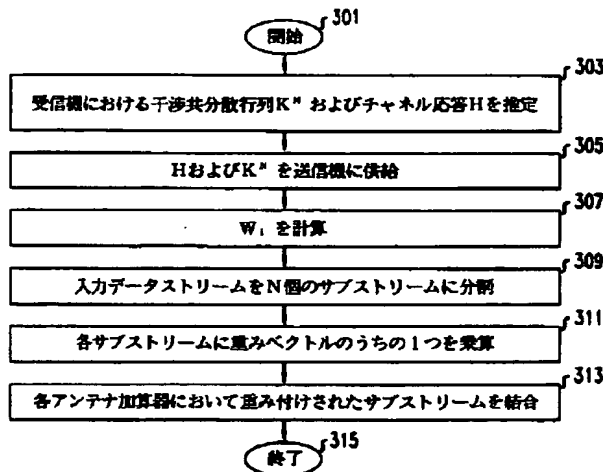 301
開始
303
受信機における干渉共分散行列Kᴺ およびチャネル応答Hを推定
305
HおよびKᴺ を送信機に供給
307
Wᵢ を計算
309
入力データストリームをN個のサブストリームに分割
311
各サブストリームに重みベクトルのうちの1つを乗算
313
各アンテナ加算器において重み付けされたサブストリームを結合
315
終了